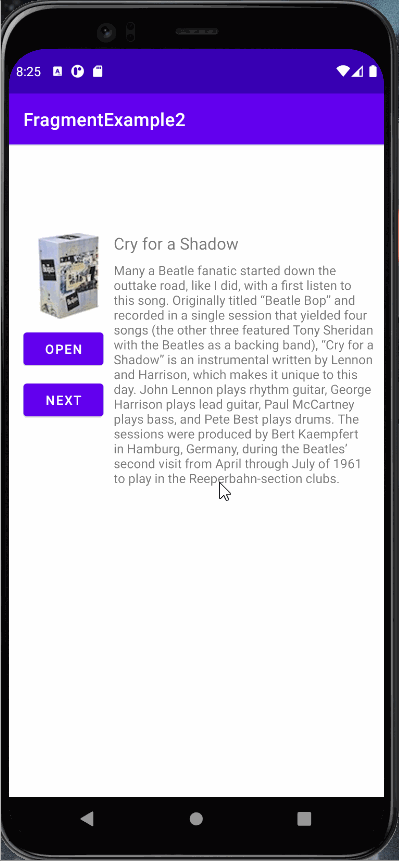 8:25
FragmentExample2
Cry for a Shadow
Many a Beatle fanatic started down the
outtake road, like I did, with a first listen to
this song. Originally titled “Beatle Bop” and
recorded in a single session that yielded four
songs (the other three featured Tony Sheridan
with the Beatles as a backing band), “Cry for a
Shadow” is an instrumental written by Lennon
and Harrison, which makes it unique to this
day. John Lennon plays rhythm guitar, George
Harrison plays lead guitar, Paul McCartney
plays bass, and Pete Best plays drums. The
sessions were produced by Bert Kaempfert
in Hamburg, Germany, during the Beatles’
second visit from April through July of 1961
to play in the Reeperbahn-section clubs.
OPEN
NEXT